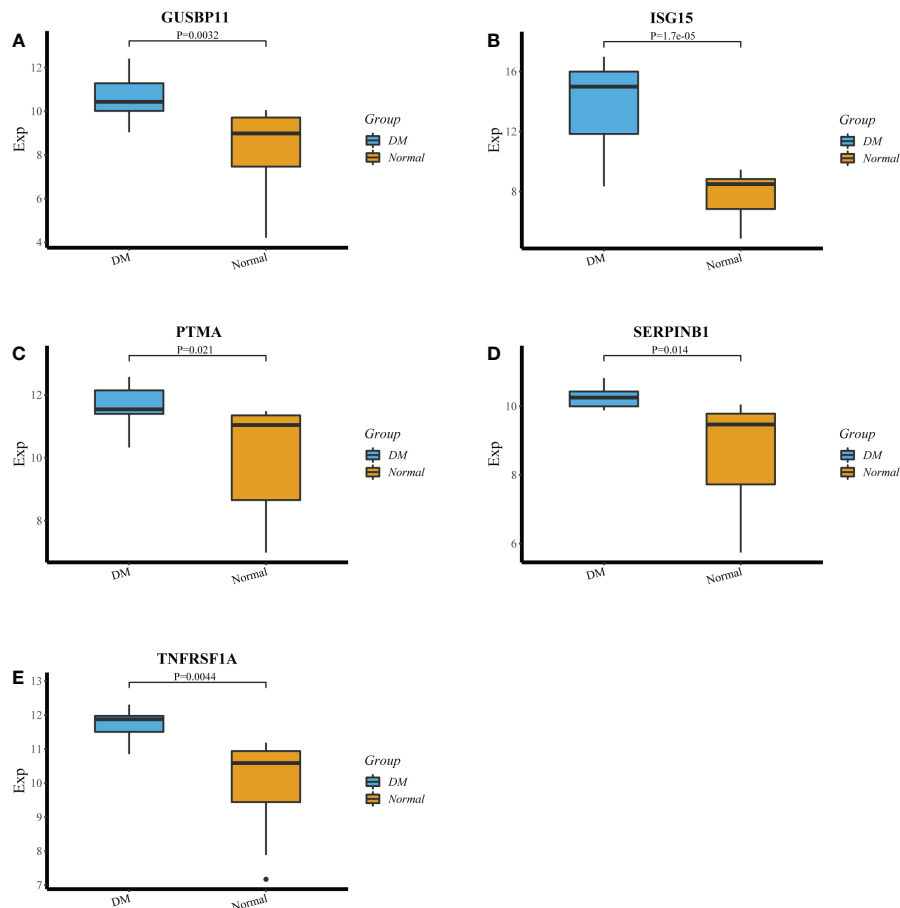 A
GUSBP11
P=0.0032
Exp
12
10
8
6
4
DM
Normal
Group
DM
Normal
B
ISG15
P=1.7e-05
Exp
16
12
8
DM
Normal
Group
DM
Normal
C
PTMA
P=0.021
Exp
12
10
8
DM
Normal
Group
DM
Normal
D
SERPINB1
P=0.014
Exp
10
8
6
DM
Normal
Group
DM
Normal
E
TNFRSF1A
P=0.0044
Exp
13
12
11
10
9
8
7
DM
Normal
Group
DM
Normal